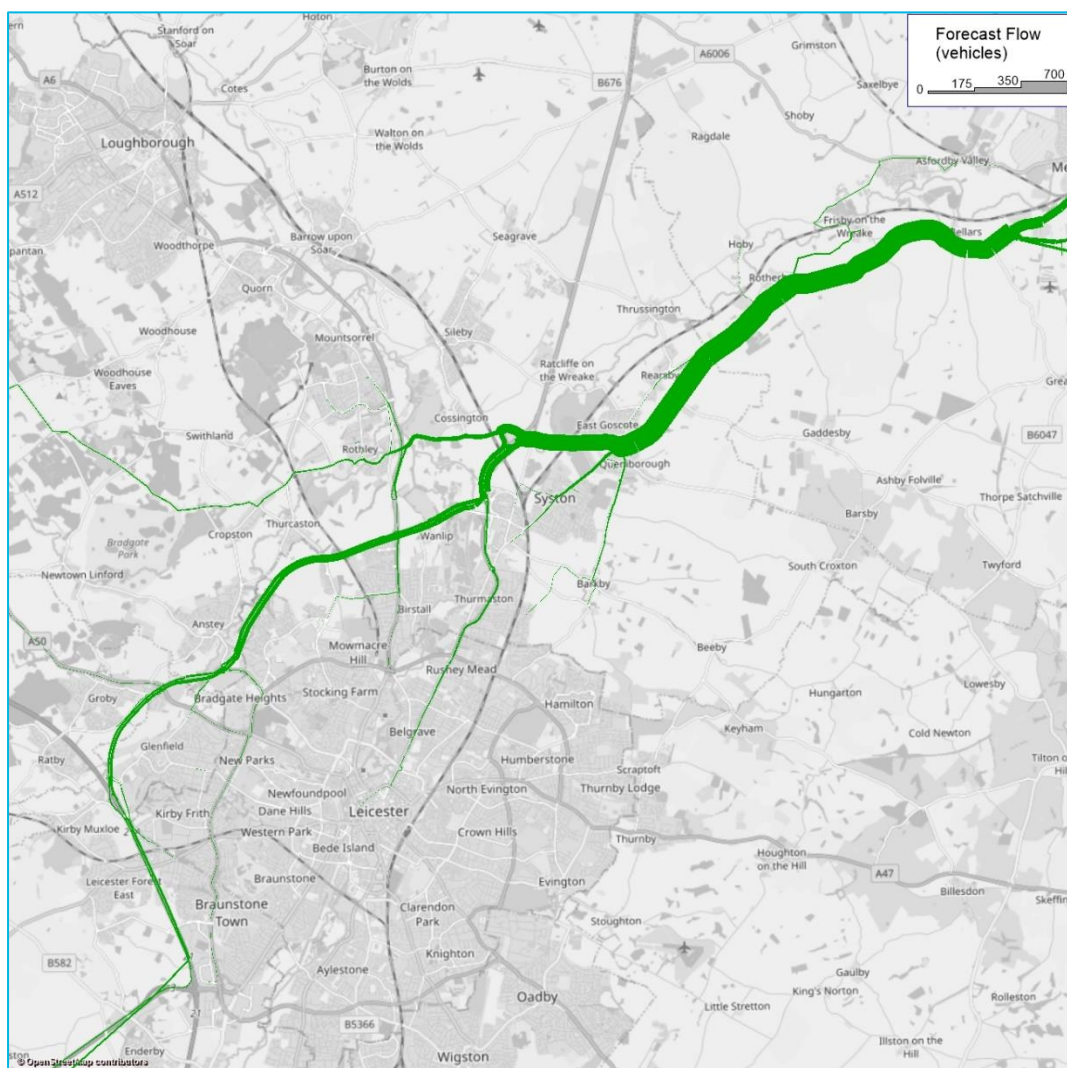 Forecast Flow
(vehicles)
0 175 350 700
Stanford on
Soar
Hoton
A6
Cotes
Burton on
the Wolds
B676
A6006
Grimston
Saxelbye
Loughborough
Walton on
the Wolds
Ragdale
Shoby
Asfordby Valley
A512
Frisby on the
Wreake
Woodthorpe
Barrow upon
Soar
Seagrave
Hoby
Quorn
Thrussington
Woodhouse
Mountsorrel
Sileby
Woodhouse
Eaves
Ratcliffe on
the Wreake
Rearsby
Swithland
Rothley
Cossington
East Goscote
Gaddesby
B6047
Queniborough
Ashby Folville
Syston
Thorpe Satchville
Thurcaston
Wanlip
Barsby
Cropston
Bradgate
Park
Newtown Linford
South Croxton
Twyford
Barkby
Anstey
Birstall
Thurmaston
A50
Mowmacre
Hill
Beeby
Rushey Mead
Lowesby
Groby
Bradgate Heights
Stocking Farm
Hamilton
Hungarton
Keyham
Cold Newton
Glenfield
Belgrave
Ratby
New Parks
Humberstone
Scraptoft
Tilton o
Hil
Newfoundpool
North Evington
Thurnby Lodge
Kirby Muxloe
Kirby Frith
Dane Hills
Leicester
Western Park
Crown Hills
Thurnby
Bede Island
Houghton
on the Hill
Leicester Forest
East
Braunstone
Evington
A47
Billesdon
Skeffin
Braunstone
Town
Clarendon
Park
Stoughton
B582
Knighton
Aylestone
Gaulby
King's Norton
Oadby
Little Stretton
Rolleston
21
B5366
Enderby
Illston on the
Hill
Wigston
© OpenStreetMap contributors